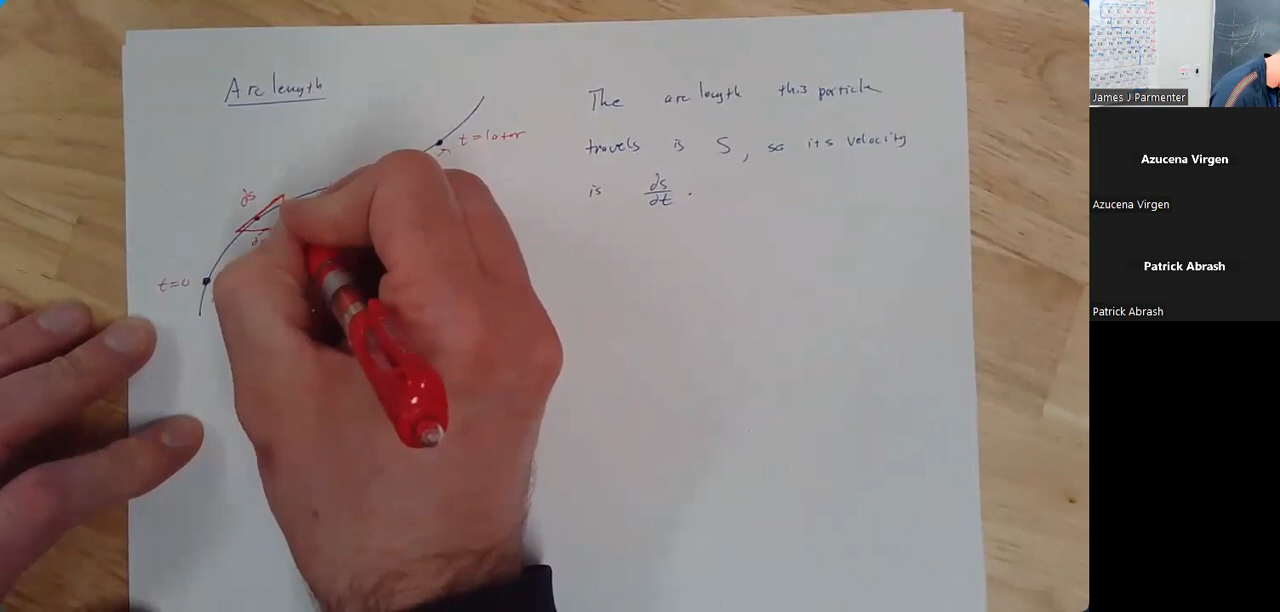 Arc length
t=later
ds
t=0
The arc length this particle
travels is S, so its velocity
is ds/dt.
James J Parmenter
Azucena Virgen
Azucena Virgen
Patrick Abrash
Patrick Abrash